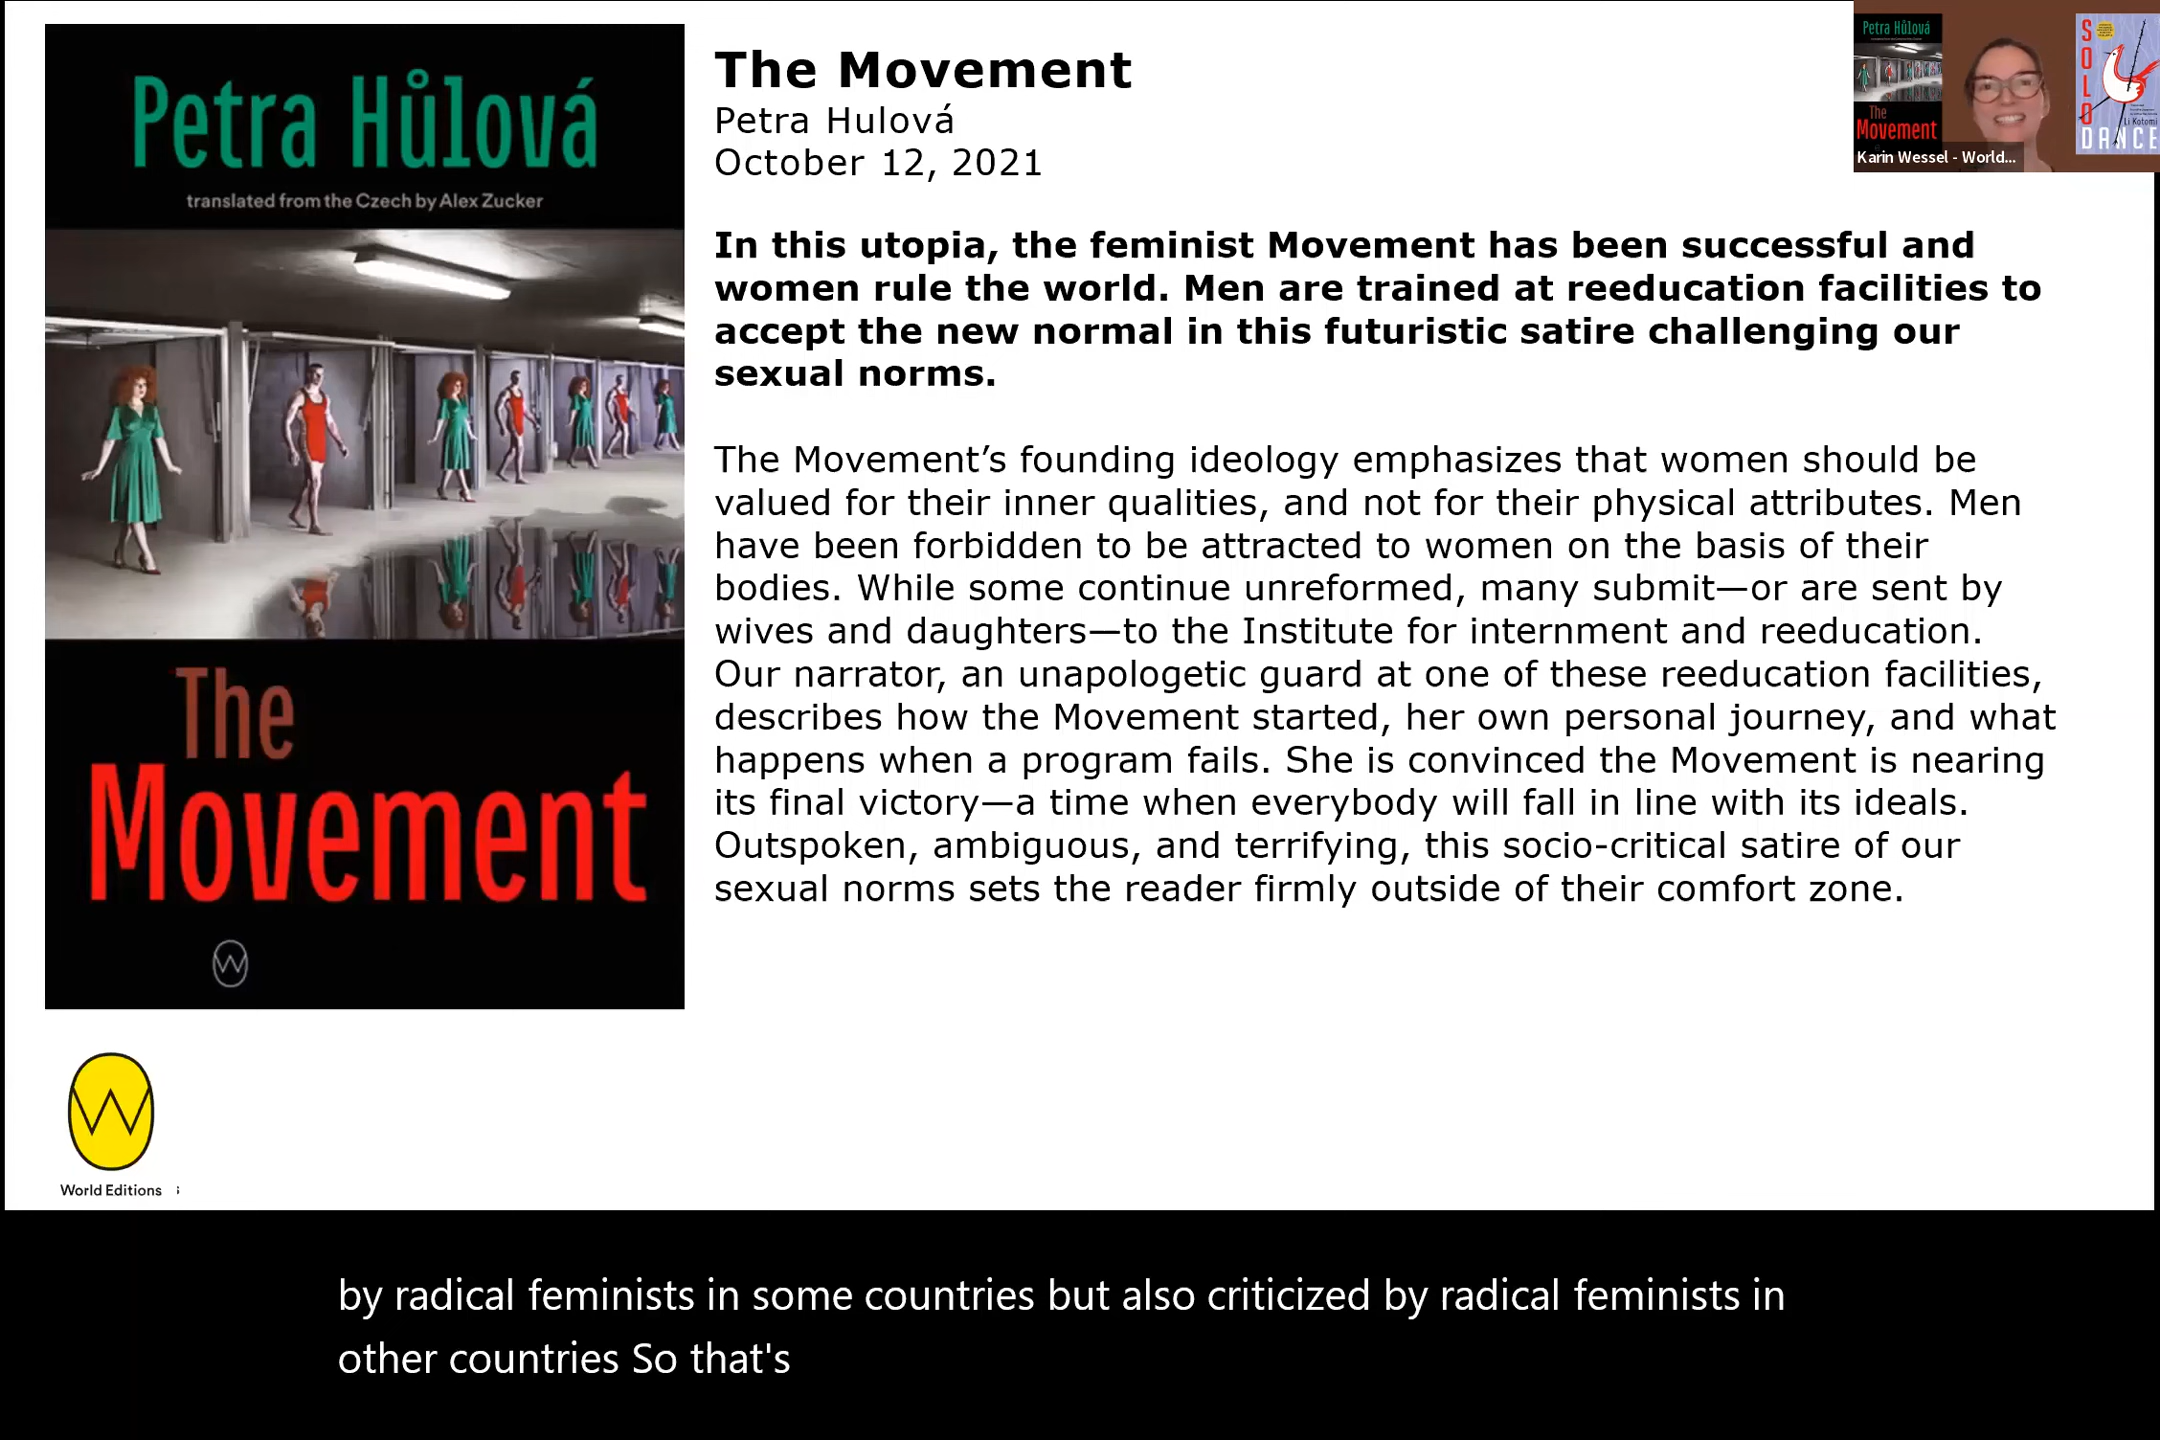 Petra Hůlová
translated from the Czech by Alex Zucker
The
Movement
W
World Editions
The Movement
Petra Hulová
October 12, 2021
In this utopia, the feminist Movement has been successful and
women rule the world. Men are trained at reeducation facilities to
accept the new normal in this futuristic satire challenging our
sexual norms.
The Movement’s founding ideology emphasizes that women should be
valued for their inner qualities, and not for their physical attributes. Men
have been forbidden to be attracted to women on the basis of their
bodies. While some continue unreformed, many submit—or are sent by
wives and daughters—to the Institute for internment and reeducation.
Our narrator, an unapologetic guard at one of these reeducation facilities,
describes how the Movement started, her own personal journey, and what
happens when a program fails. She is convinced the Movement is nearing
its final victory—a time when everybody will fall in line with its ideals.
Outspoken, ambiguous, and terrifying, this socio-critical satire of our
sexual norms sets the reader firmly outside of their comfort zone.
Petra Hůlová
The
Movement
Karin Wessel - World...
SOLO
Li Kotomi
DANCE
by radical feminists in some countries but also criticized by radical feminists in
other countries So that's